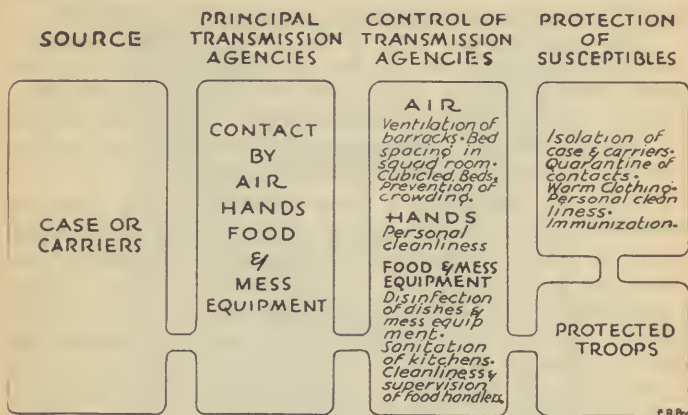 SOURCE
PRINCIPAL
TRANSMISSION
AGENCIES
CONTROL OF
TRANSMISSION
AGENCIES
PROTECTION
OF
SUSCEPTIBLES
CASE OR
CARRIERS
CONTACT
BY
AIR
HANDS
FOOD
&
MESS
EQUIPMENT
AIR
Ventilation of
barracks. Bed
spacing in
squad room.
Cubicled Beds.
Prevention of
crowding.
HANDS
Personal
cleanliness
FOOD & MESS
EQUIPMENT
Disinfection
of dishes &
mess equip
ment.
Sanitation
of kitchens.
Cleanliness &
supervision
of food handlers.
Isolation of
case & carriers.
Quarantine of
contacts.
Warm Clothing.
Personal clean
liness.
Immunization.
PROTECTED
TROOPS